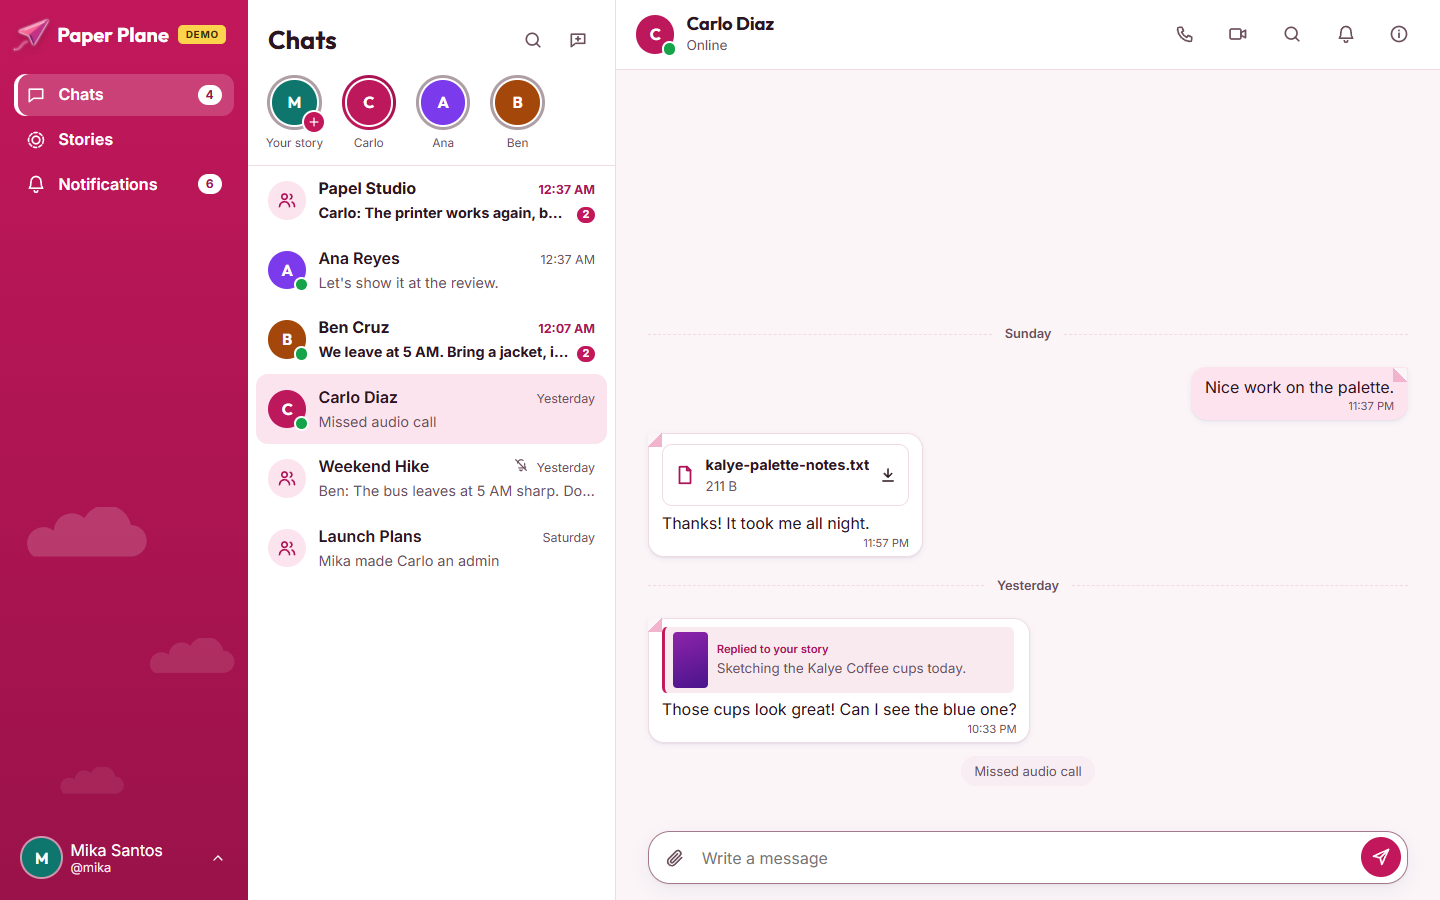 Paper Plane DEMO
Chats 4
Stories
Notifications 6
M Mika Santos
@mika
Chats
M C A B
Your story Carlo Ana Ben
Papel Studio 12:37 AM
Carlo: The printer works again, b... 2
A Ana Reyes 12:37 AM
Let's show it at the review.
B Ben Cruz 12:07 AM
We leave at 5 AM. Bring a jacket, i... 2
C Carlo Diaz Yesterday
Missed audio call
Weekend Hike Yesterday
Ben: The bus leaves at 5 AM sharp. Do...
Launch Plans Saturday
Mika made Carlo an admin
C Carlo Diaz
Online
Sunday
Nice work on the palette.
11:37 PM
kalye-palette-notes.txt
211 B
Thanks! It took me all night.
11:57 PM
Yesterday
Replied to your story
Sketching the Kalye Coffee cups today.
Those cups look great! Can I see the blue one?
10:33 PM
Missed audio call
Write a message